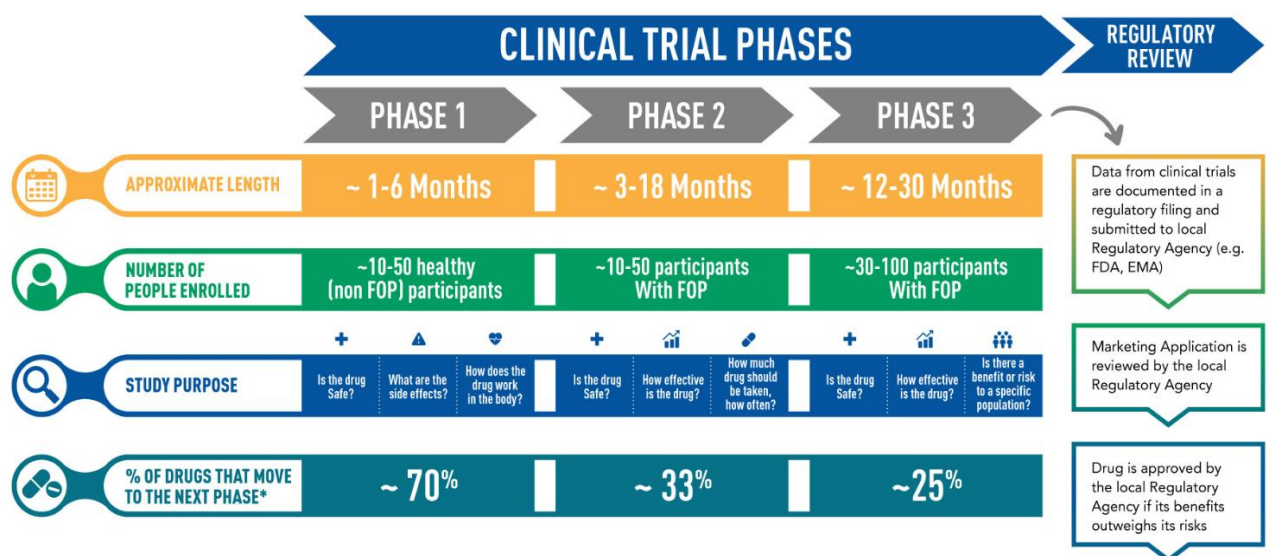 CLINICAL TRIAL PHASES
REGULATORY
REVIEW
PHASE 1
PHASE 2
PHASE 3
APPROXIMATE LENGTH
~ 1-6 Months
~ 3-18 Months
~ 12-30 Months
Data from clinical trials
are documented in a
regulatory filing and
submitted to local
Regulatory Agency (e.g.
FDA, EMA)
NUMBER OF
PEOPLE ENROLLED
~10-50 healthy
(non FOP) participants
~10-50 participants
With FOP
~30-100 participants
With FOP
STUDY PURPOSE
Is the drug
Safe?
What are the
side effects?
How does the
drug work
in the body?
Is the drug
Safe?
How effective
is the drug?
How much
drug should
be taken,
how often?
Is the drug
Safe?
How effective
is the drug?
Is there a
benefit or risk
to a specific
population?
Marketing Application is
reviewed by the local
Regulatory Agency
% OF DRUGS THAT MOVE
TO THE NEXT PHASE*
~ 70%
~ 33%
~25%
Drug is approved by
the local Regulatory
Agency if its benefits
outweighs its risks